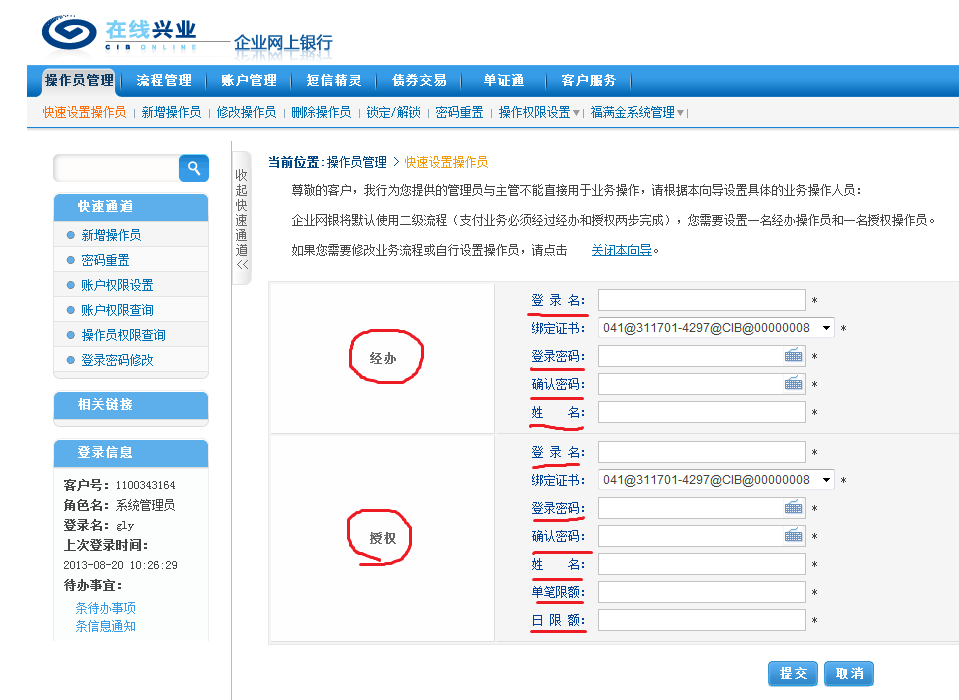 在线兴业
CIB ONLINE
企业网上银行
操作员管理 流程管理 账户管理 短信精灵 债券交易 单证通 客户服务
快速设置操作员 | 新增操作员 | 修改操作员 | 删除操作员 | 锁定/解锁 | 密码重置 | 操作权限设置▼| 福满金系统管理▼|
当前位置:操作员管理 > 快速设置操作员
尊敬的客户，我行为您提供的管理员与主管不能直接用于业务操作，请根据本向导设置具体的业务操作人员：
企业网银将默认使用二级流程（支付业务必须经过经办和授权两步完成），您需要设置一名经办操作员和一名授权操作员。
如果您需要修改业务流程或自行设置操作员，请点击 关闭本向导。
快速通道
新增操作员
密码重置
账户权限设置
账户权限查询
操作员权限查询
登录密码修改
相关链接
登录信息
客户号：1100343164
角色名：系统管理员
登录名：gly
上次登录时间：
2013-08-20 10:26:29
待办事宜：
条待办事项
条信息通知
收起快速通道<<
经办
登 录 名： *
绑定证书： 041@311701-4297@CIB@00000008 *
登录密码： *
确认密码： *
姓 名： *
授权
登 录 名： *
绑定证书： 041@311701-4297@CIB@00000008 *
登录密码： *
确认密码： *
姓 名： *
单笔限额： *
日 限 额： *
提交 取消